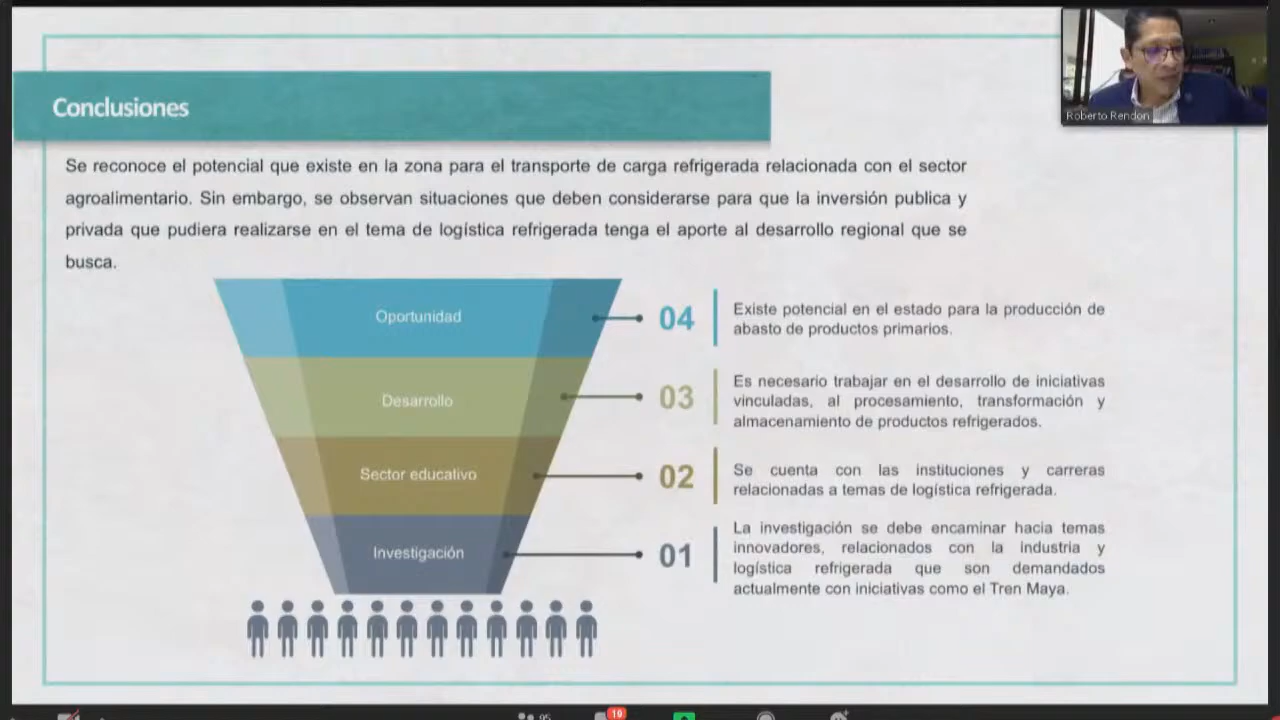 Conclusiones
Roberto Rendon
Se reconoce el potencial que existe en la zona para el transporte de carga refrigerada relacionada con el sector
agroalimentario. Sin embargo, se observan situaciones que deben considerarse para que la inversión publica y
privada que pudiera realizarse en el tema de logística refrigerada tenga el aporte al desarrollo regional que se
busca.
Oportunidad
04
Existe potencial en el estado para la producción de
abasto de productos primarios.
Desarrollo
03
Es necesario trabajar en el desarrollo de iniciativas
vinculadas, al procesamiento, transformación y
almacenamiento de productos refrigerados.
Sector educativo
02
Se cuenta con las instituciones y carreras
relacionadas a temas de logística refrigerada.
Investigación
01
La investigación se debe encaminar hacia temas
innovadores, relacionados con la industria y
logística refrigerada que son demandados
actualmente con iniciativas como el Tren Maya.
19